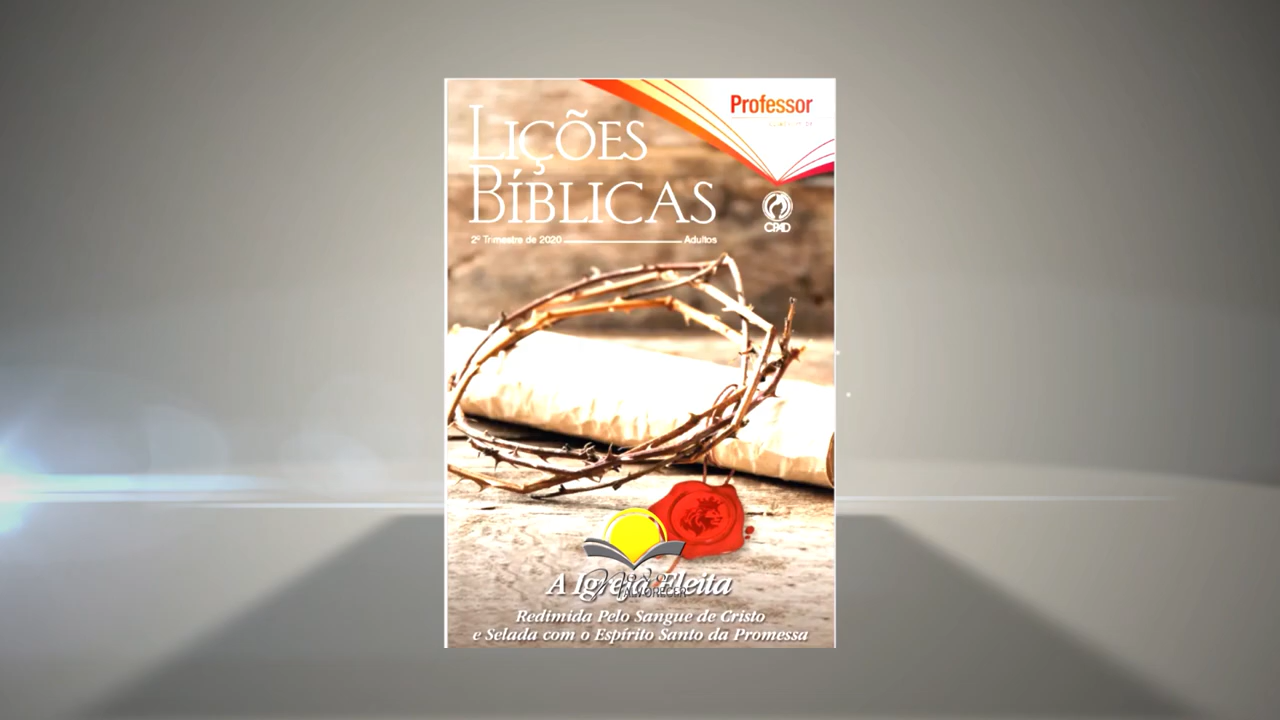 Professor
LIÇÕES
BÍBLICAS
CPAD
2º Trimestre de 2020
Adultos
A Igreja Eleita
ALVORECER
Redimida Pelo Sangue de Cristo
e Selada com o Espírito Santo da Promessa